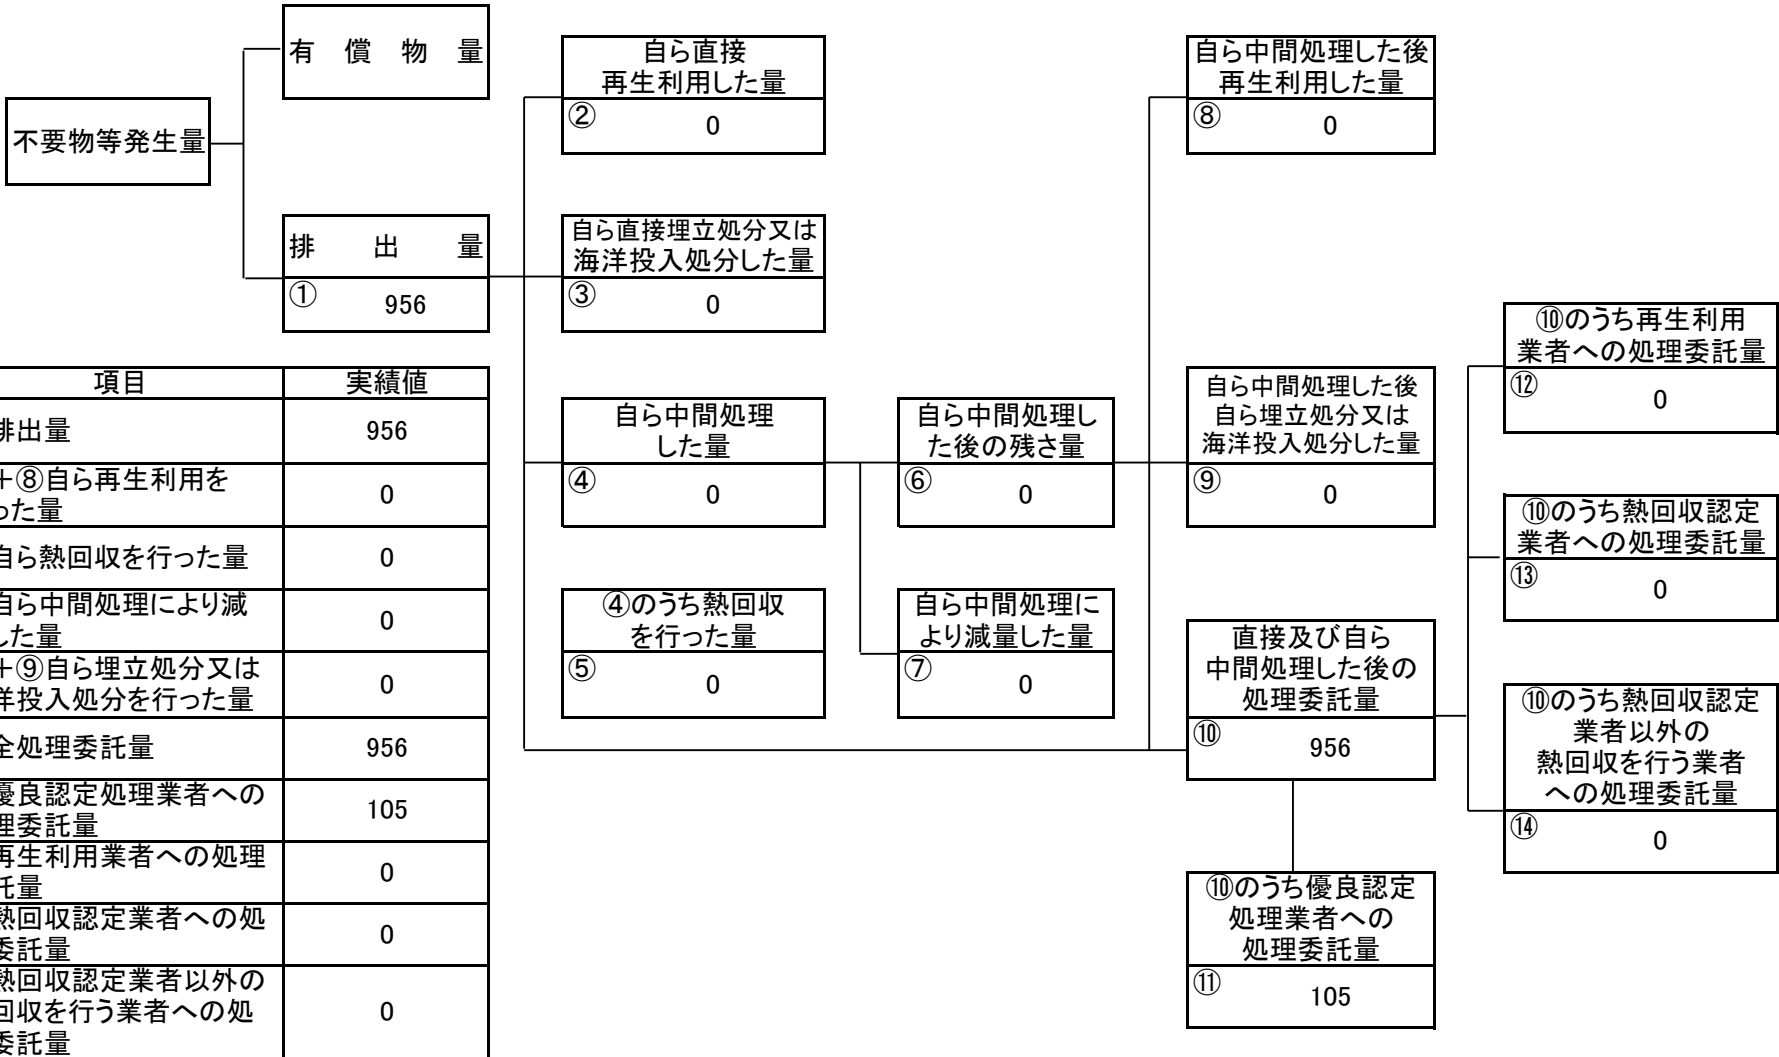 有　償　物　量
不要物等発生量
排　出　量
① 956
自ら直接
再生利用した量
② 0
自ら直接埋立処分又は
海洋投入処分した量
③ 0
自ら中間処理
した量
④ 0
④のうち熱回収
を行った量
⑤ 0
自ら中間処理し
た後の残さ量
⑥ 0
自ら中間処理に
より減量した量
⑦ 0
自ら中間処理した後
再生利用した量
⑧ 0
自ら中間処理した後
自ら埋立処分又は
海洋投入処分した量
⑨ 0
直接及び自ら
中間処理した後の
処理委託量
⑩ 956
⑩のうち優良認定
処理業者への
処理委託量
⑪ 105
⑩のうち再生利用
業者への処理委託量
⑫ 0
⑩のうち熱回収認定
業者への処理委託量
⑬ 0
⑩のうち熱回収認定
業者以外の
熱回収を行う業者
への処理委託量
⑭ 0
項目 実績値
排出量 956
+⑧自ら再生利用を
った量 0
自ら熱回収を行った量 0
自ら中間処理により減
した量 0
+⑨自ら埋立処分又は
洋投入処分を行った量 0
全処理委託量 956
優良認定処理業者への
理委託量 105
再生利用業者への処理
託量 0
熱回収認定業者への処
委託量 0
熱回収認定業者以外の
回収を行う業者への処
委託量 0